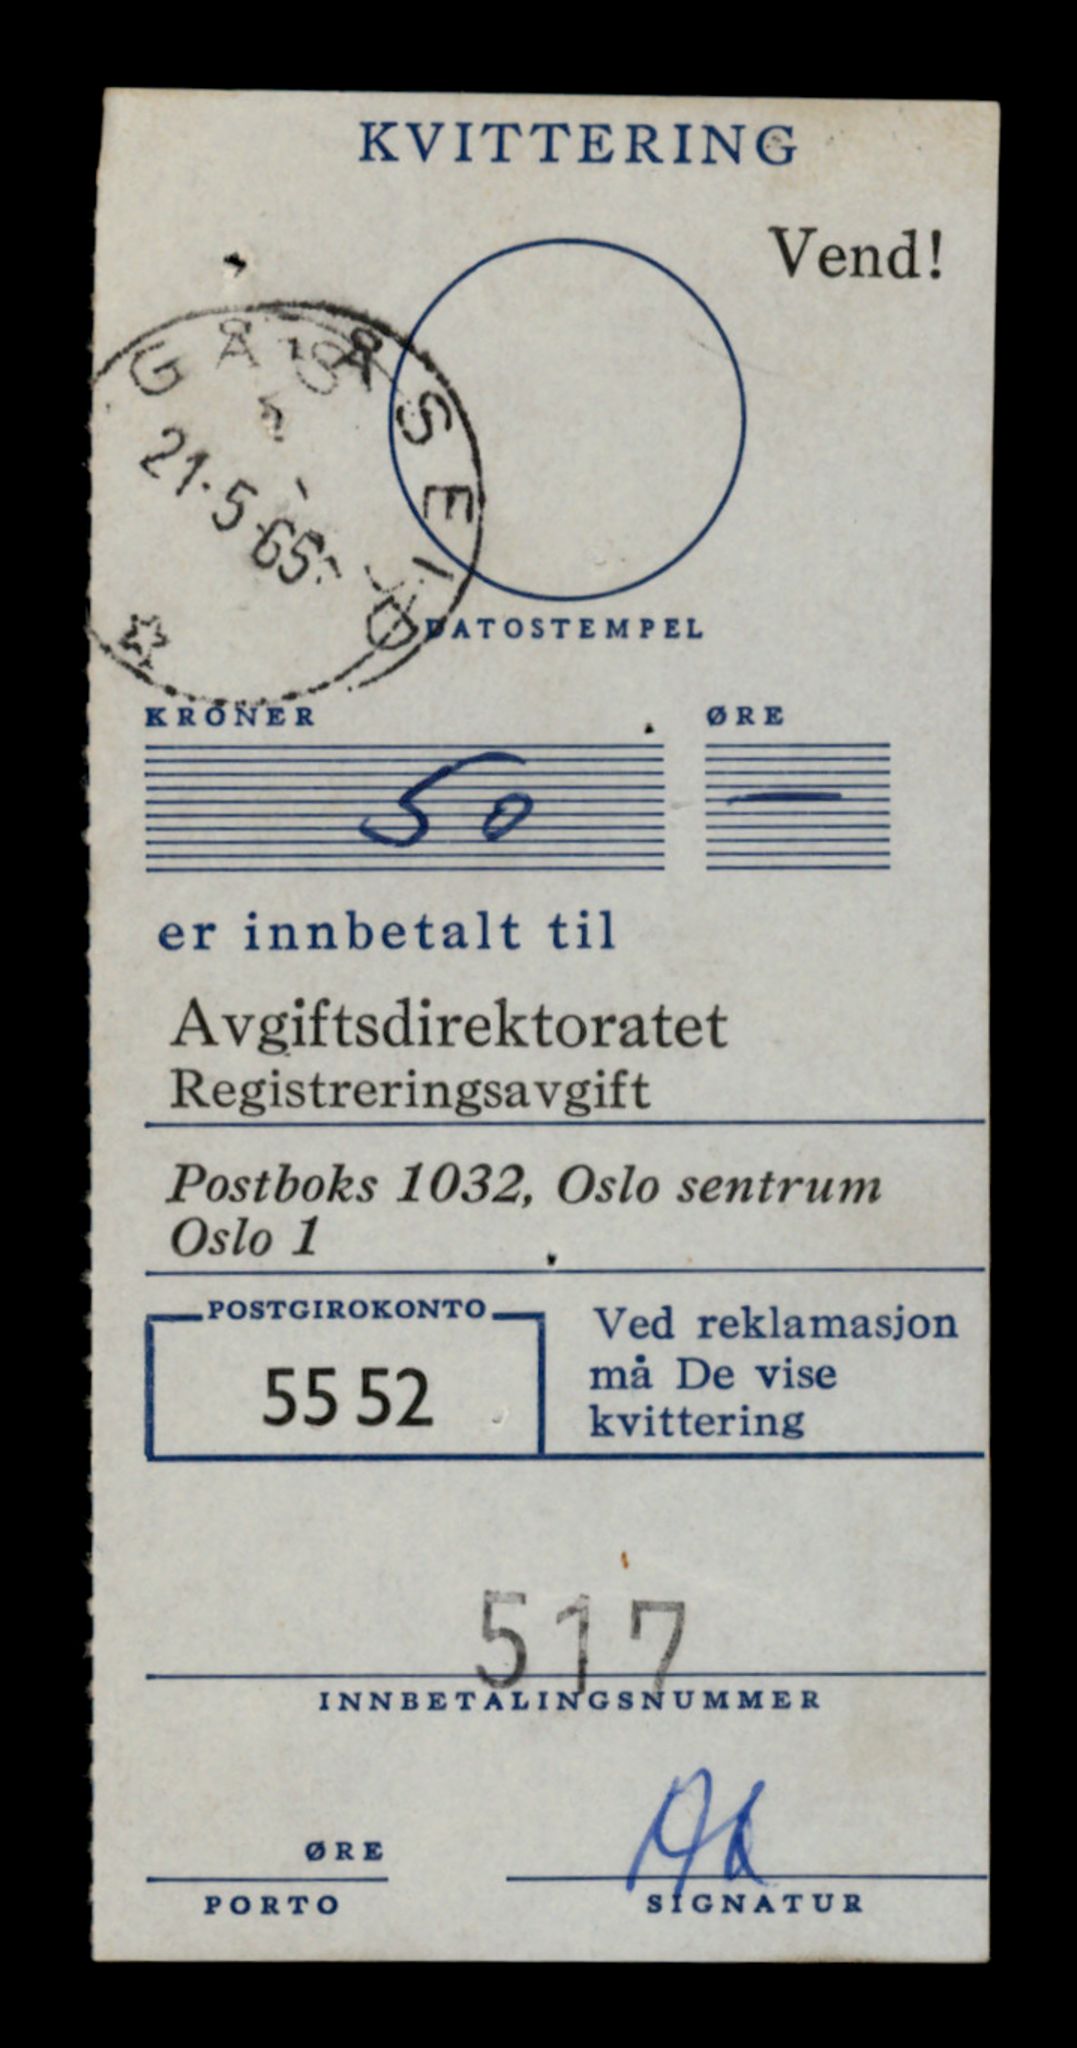 KVITTERING
Vend!
21.5.65
DATOSTEMPEL
KRONER
ØRE
50 —
er innbetalt til
Avgiftsdirektoratet
Registreringsavgift
Postboks 1032, Oslo sentrum
Oslo 1
POSTGIROKONTO
55 52
Ved reklamasjon
må De vise
kvittering
517
INNBETALINGSNUMMER
ØRE
PORTO
SIGNATUR